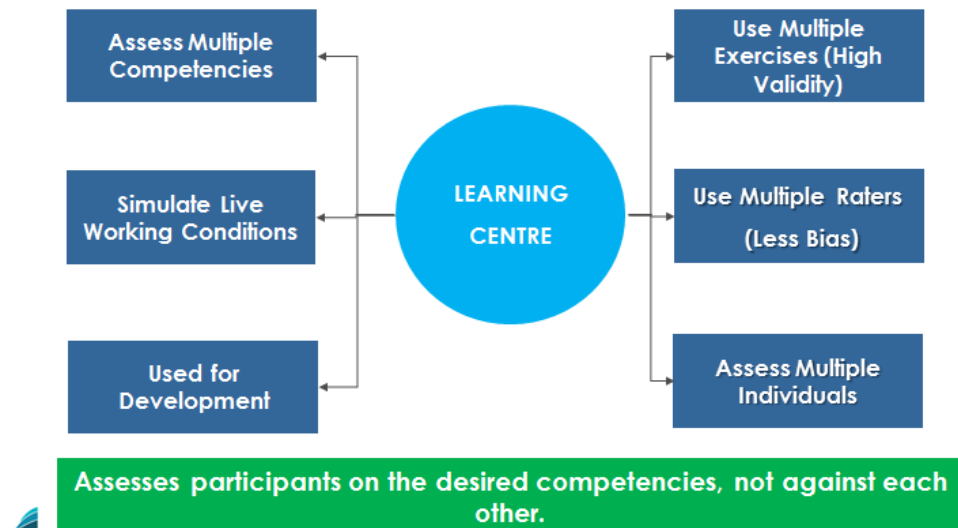 Assess Multiple
Competencies
Simulate Live
Working Conditions
Used for
Development
LEARNING
CENTRE
Use Multiple
Exercises (High
Validity)
Use Multiple Raters
(Less Bias)
Assess Multiple
Individuals
Assesses participants on the desired competencies, not against each
other.